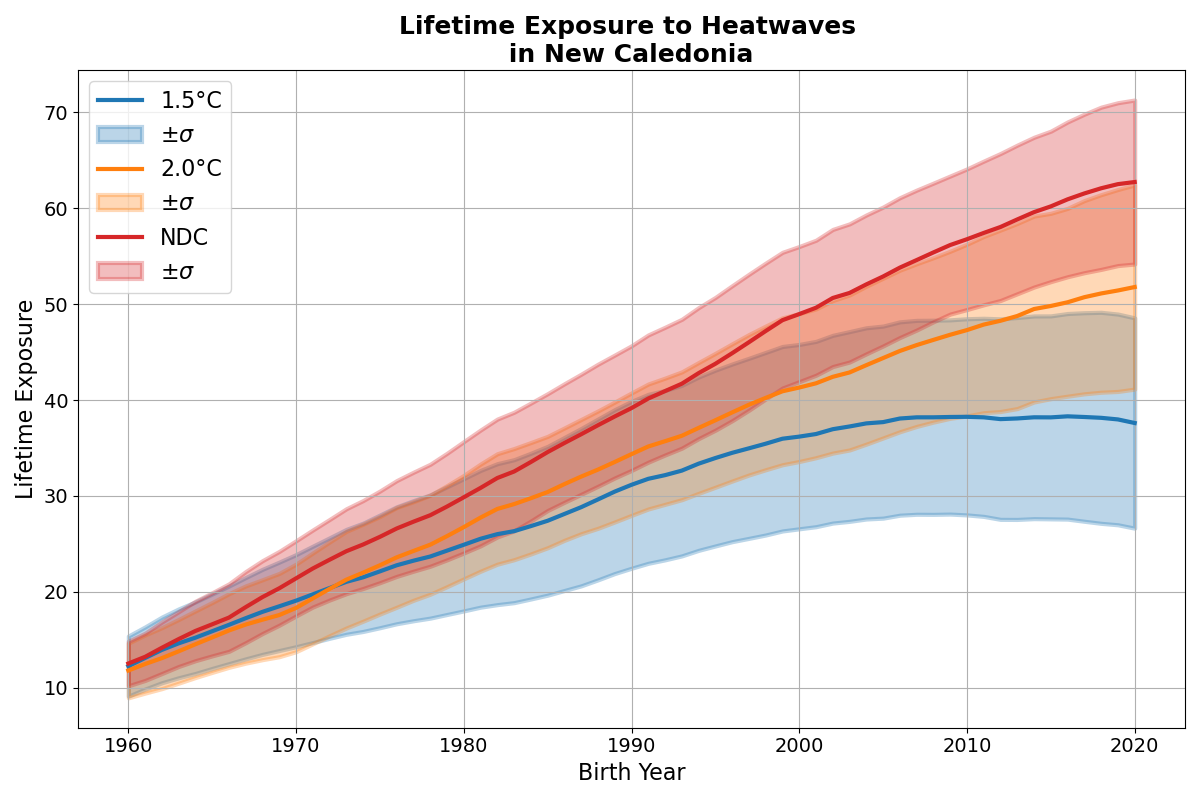 Lifetime Exposure to Heatwaves
in New Caledonia
1.5°C
±σ
2.0°C
±σ
NDC
±σ
Lifetime Exposure
70
60
50
40
30
20
10
1960
1970
1980
1990
2000
2010
2020
Birth Year